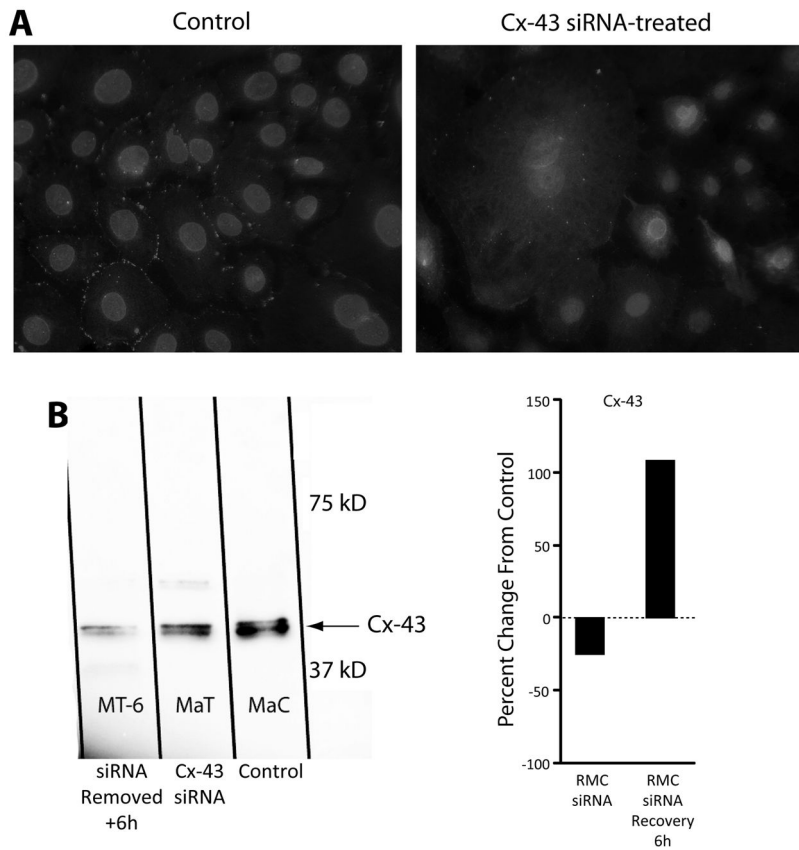 A
Control
Cx-43 siRNA-treated
B
75 kD
Cx-43
37 kD
MT-6
MaT
MaC
siRNA
Removed
+6h
Cx-43
siRNA
Control
Cx-43
Percent Change From Control
150
100
50
0
-50
-100
RMC
siRNA
RMC
siRNA
Recovery
6h